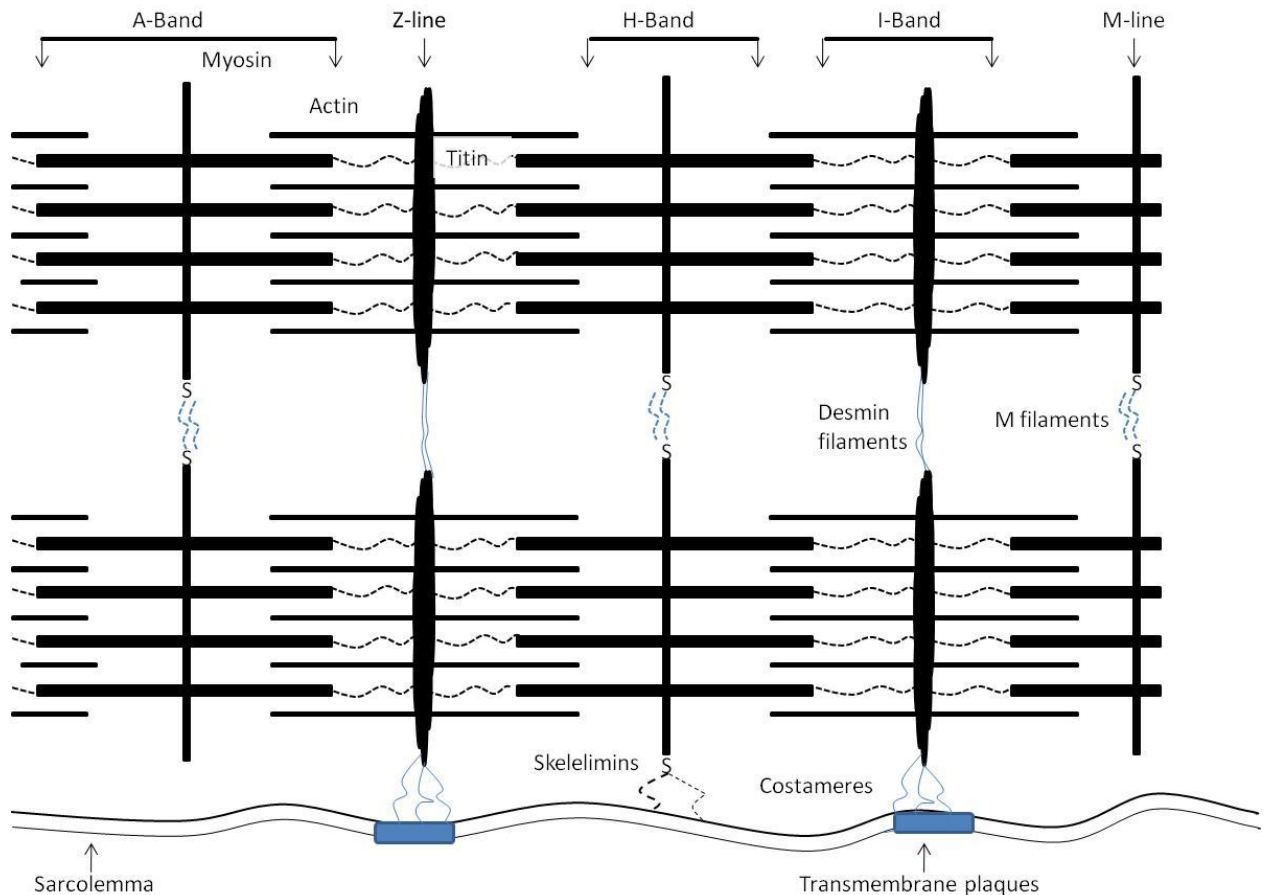 A-Band
Z-line
H-Band
I-Band
M-line
Myosin
Actin
Titin
S
S
S
Desmin
filaments
M filaments
S
S
S
Skelelimins
S
Costameres
Sarcolemma
Transmembrane plaques